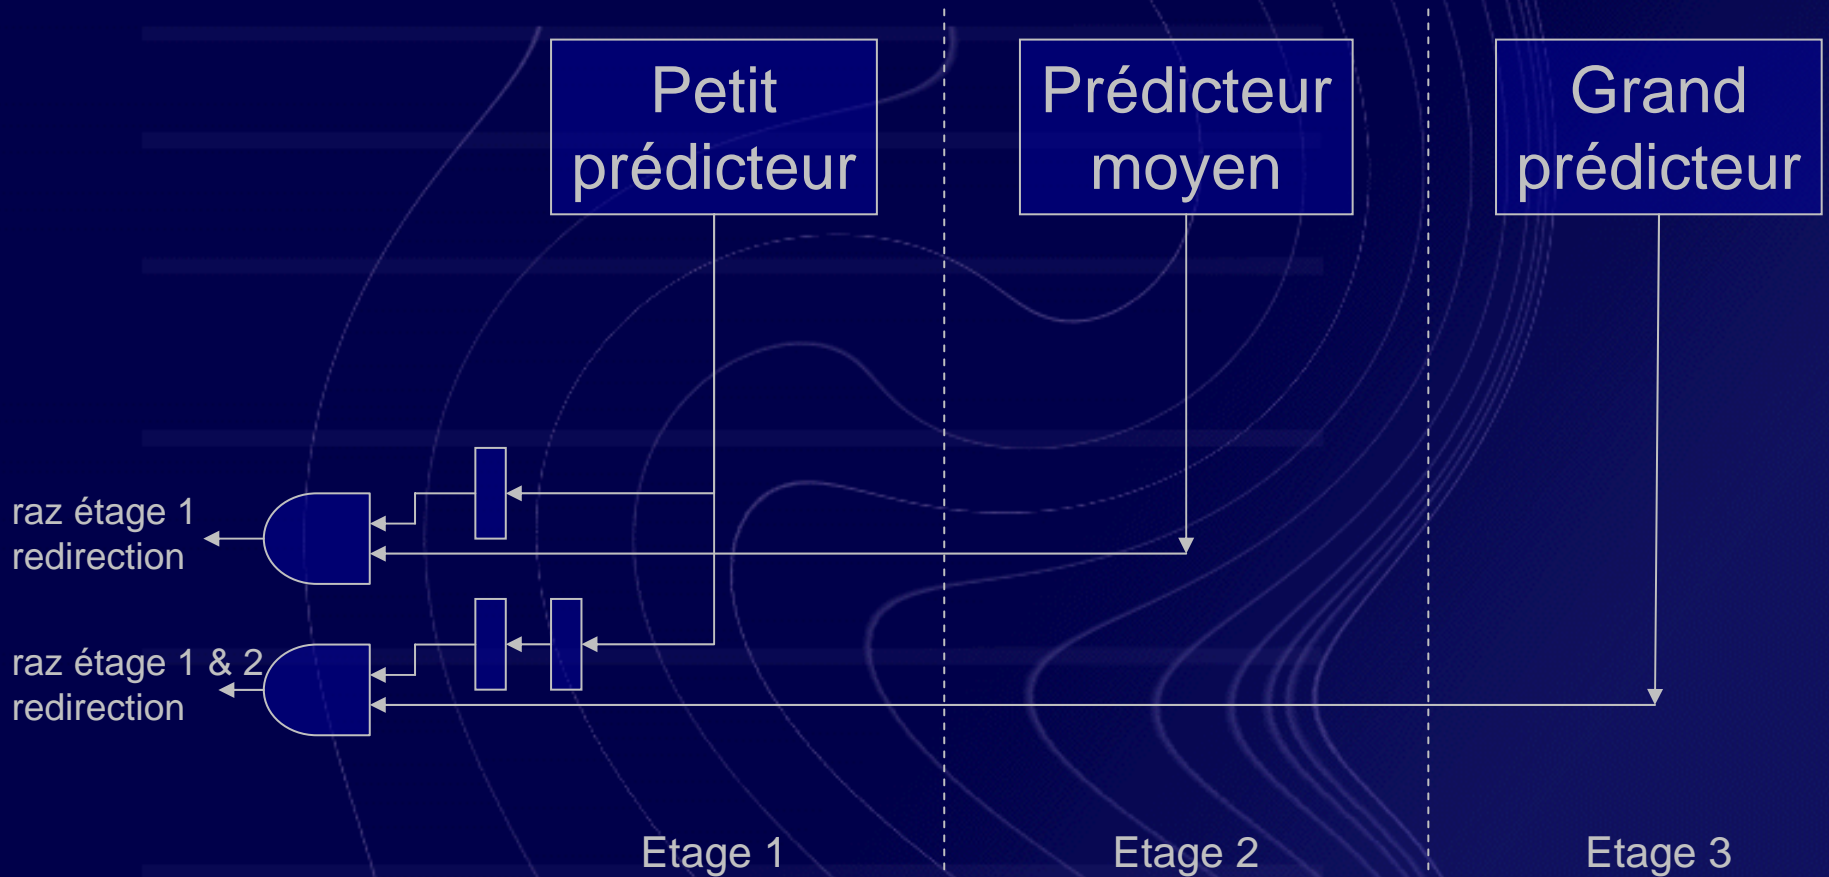 Petit
prédicteur
Prédicteur
moyen
Grand
prédicteur
raz étage 1
redirection
raz étage 1 & 2
redirection
Etage 1
Etage 2
Etage 3